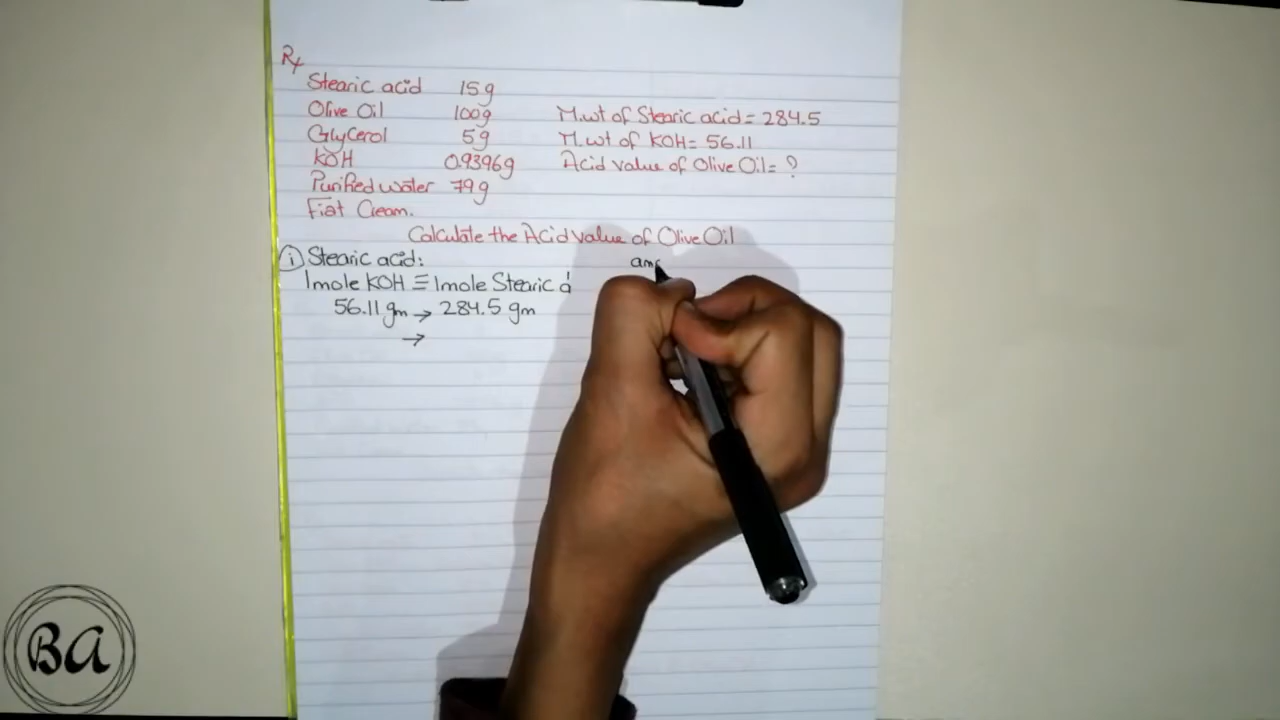 Rx
Stearic acid 15g
Olive Oil 100g M.wt of Stearic acid = 284.5
Glycerol 5g M.wt of KOH = 56.11
KOH 0.9396g Acid value of Olive Oil = ?
Purified water 79g
Fiat Cream.
Calculate the Acid Value of Olive Oil
i Stearic acid: am
1mole KOH ≡ 1mole Stearic a
56.11 gm → 284.5 gm
→
BA